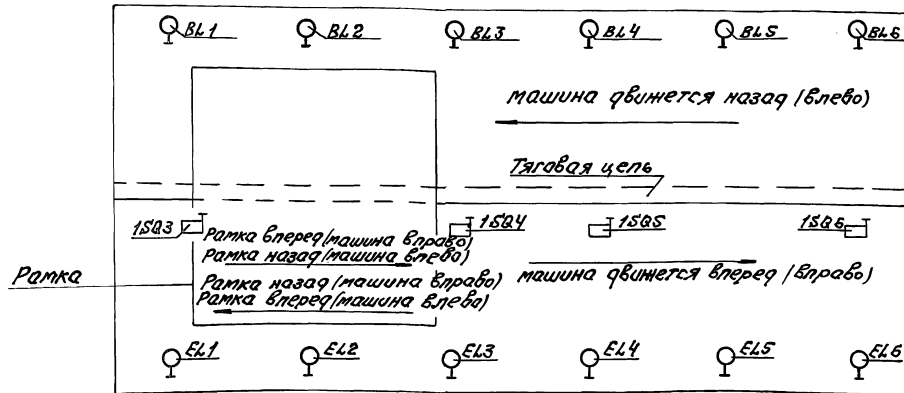 BL1 BL2 BL3 BL4 BL5 BL6
машина движется назад (влево)
Тяговая цепь
1SQ3 1SQ4 1SQ5 1SQ6
Рамка вперед (машина вправо)
Рамка назад (машина влево)
Рамка
Рамка назад (машина вправо)
машина движется вперед (вправо)
Рамка вперед (машина влево)
EL1 EL2 EL3 EL4 EL5 EL6